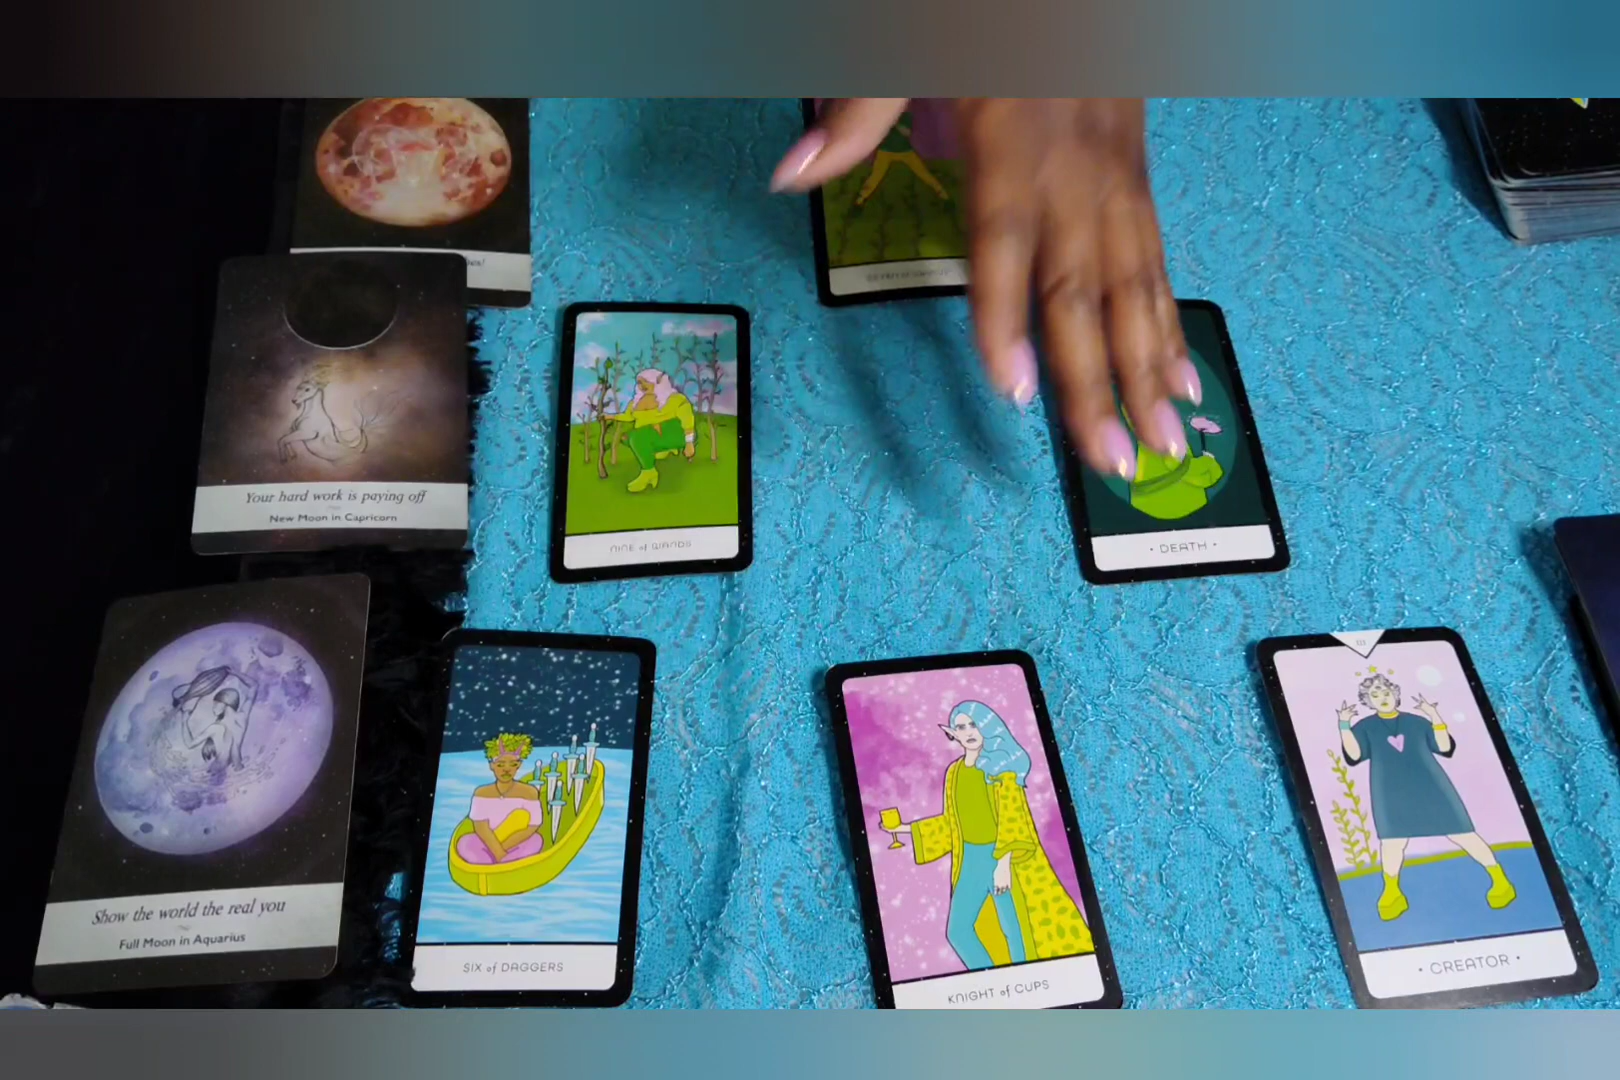 Your hard work is paying off
New Moon in Capricorn
NINE of WANDS
• DEATH •
Show the world the real you
Full Moon in Aquarius
SIX of DAGGERS
KNIGHT of CUPS
III
• CREATOR •